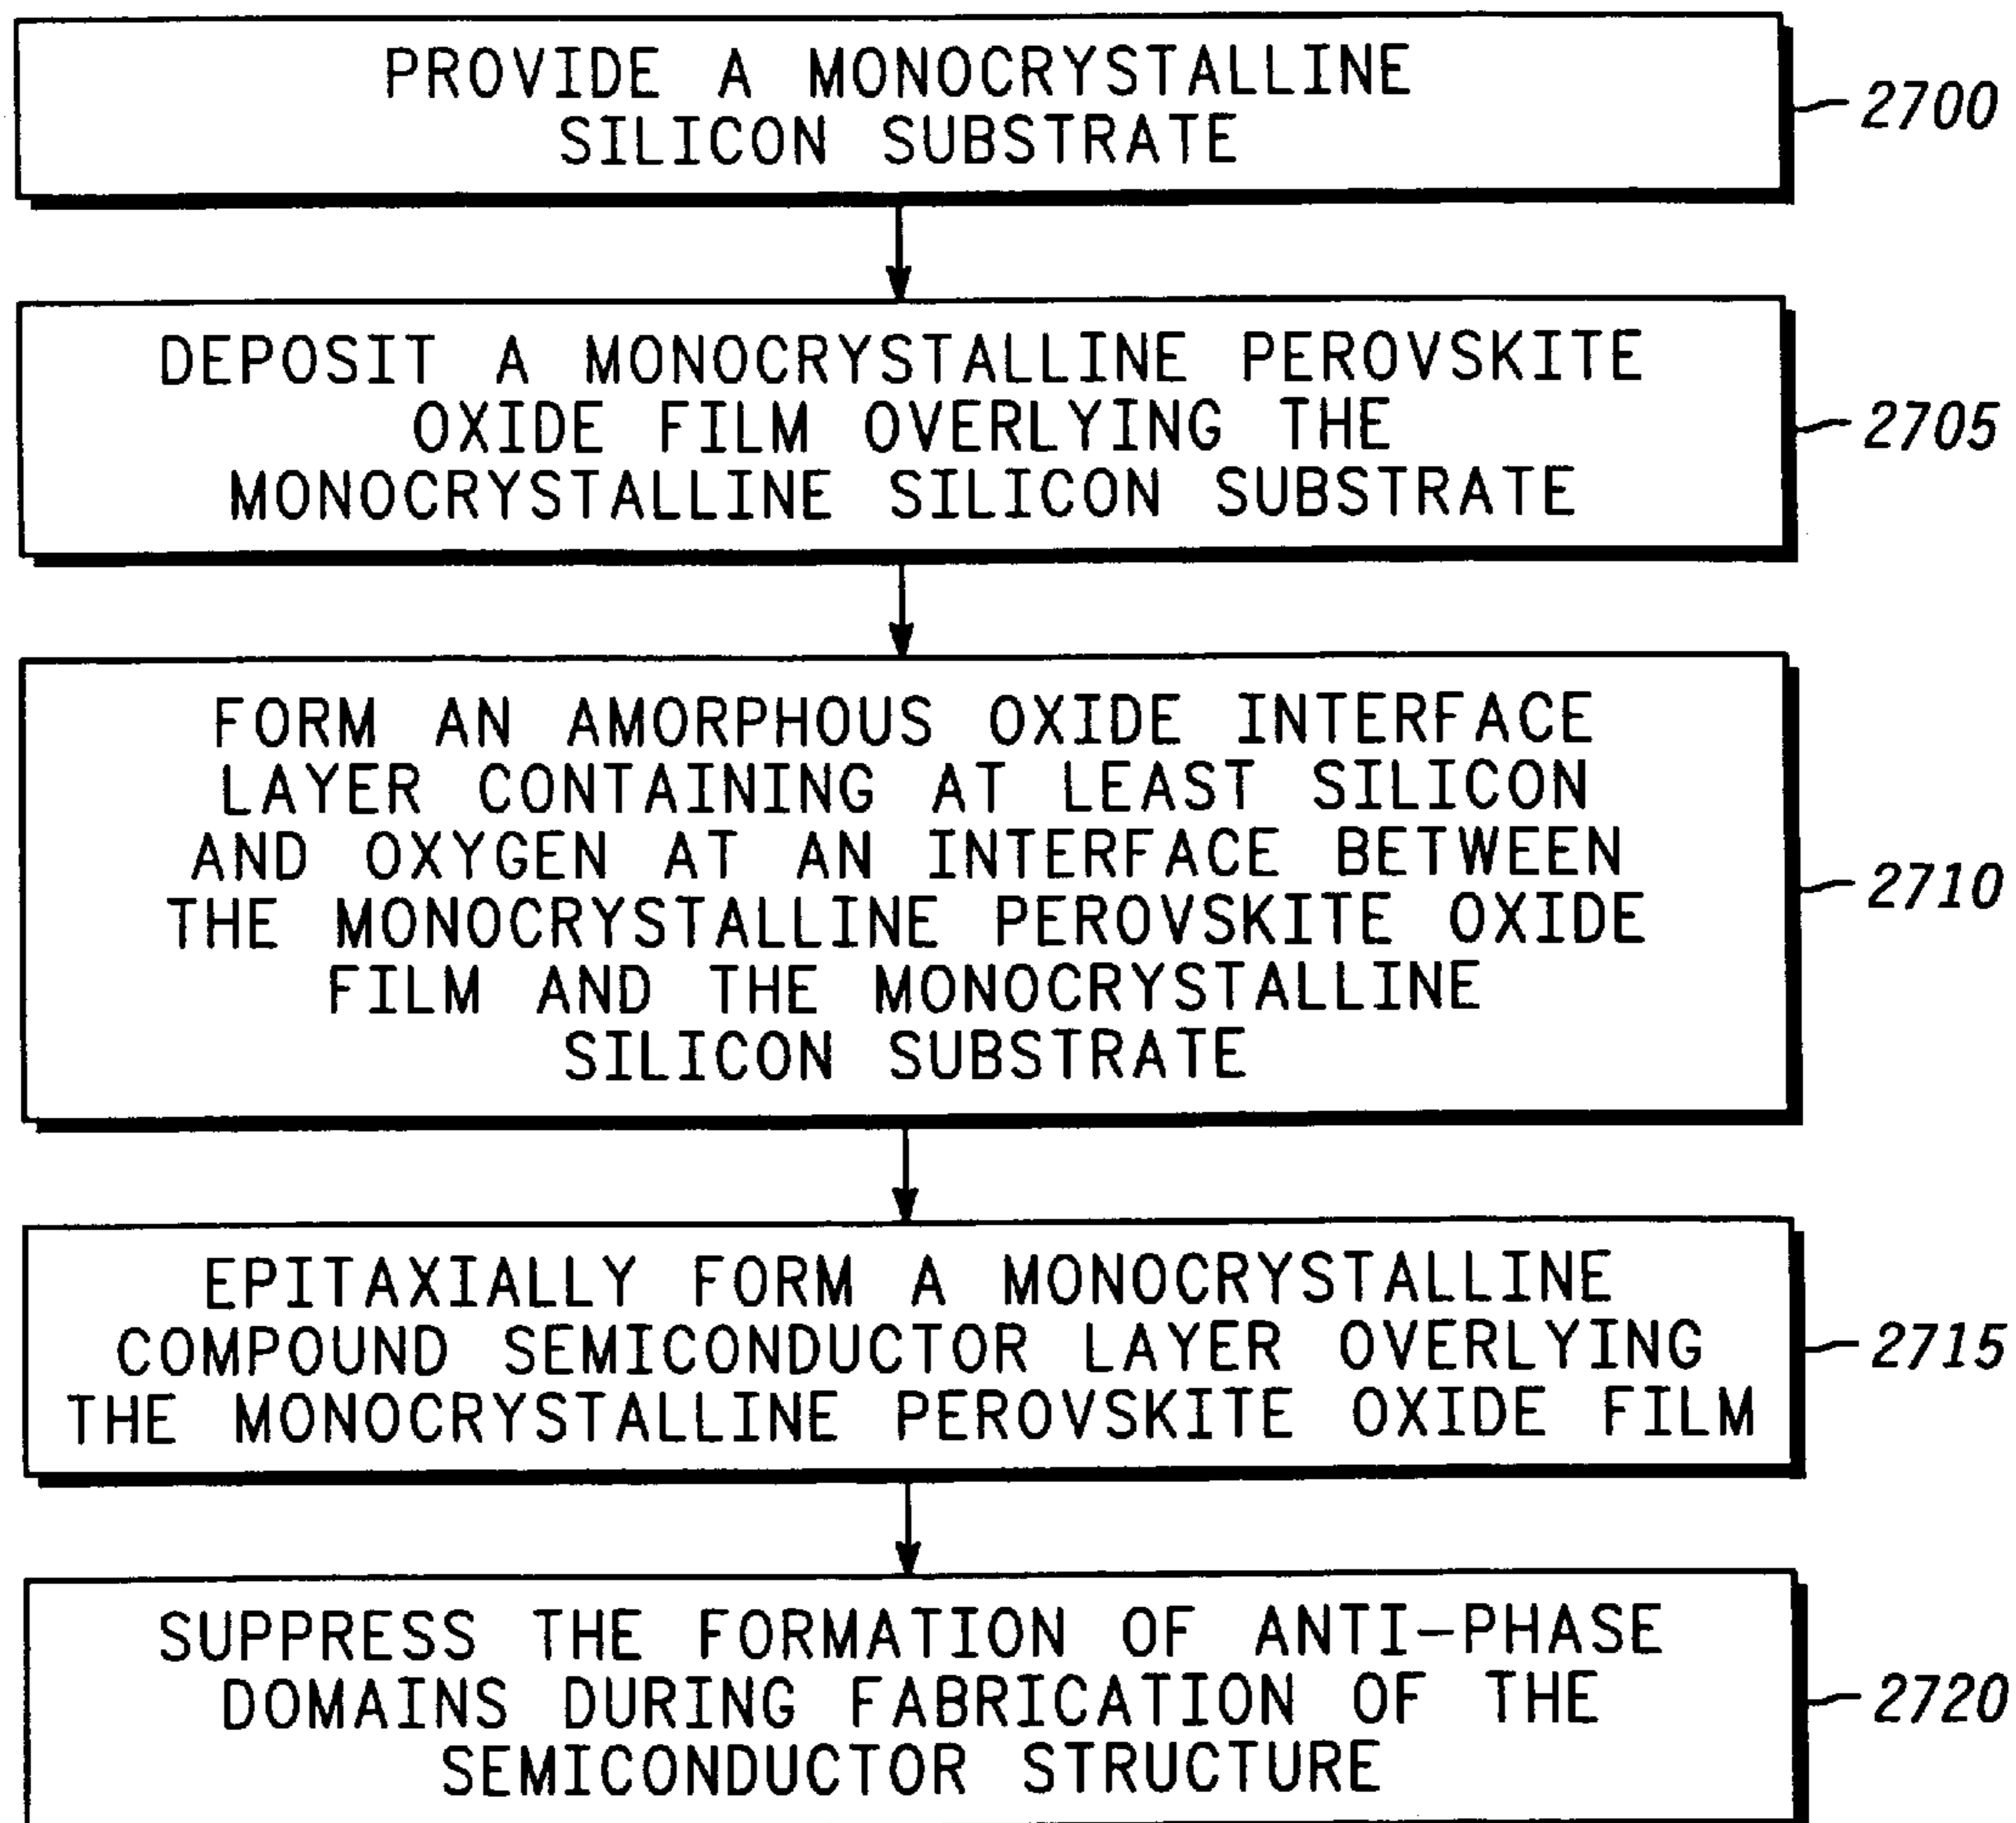 PROVIDE A MONOCRYSTALLINE
SILICON SUBSTRATE
2700
DEPOSIT A MONOCRYSTALLINE PEROVSKITE
OXIDE FILM OVERLYING THE
MONOCRYSTALLINE SILICON SUBSTRATE
2705
FORM AN AMORPHOUS OXIDE INTERFACE
LAYER CONTAINING AT LEAST SILICON
AND OXYGEN AT AN INTERFACE BETWEEN
THE MONOCRYSTALLINE PEROVSKITE OXIDE
FILM AND THE MONOCRYSTALLINE
SILICON SUBSTRATE
2710
EPITAXIALLY FORM A MONOCRYSTALLINE
COMPOUND SEMICONDUCTOR LAYER OVERLYING
THE MONOCRYSTALLINE PEROVSKITE OXIDE FILM
2715
SUPPRESS THE FORMATION OF ANTI-PHASE
DOMAINS DURING FABRICATION OF THE
SEMICONDUCTOR STRUCTURE
2720